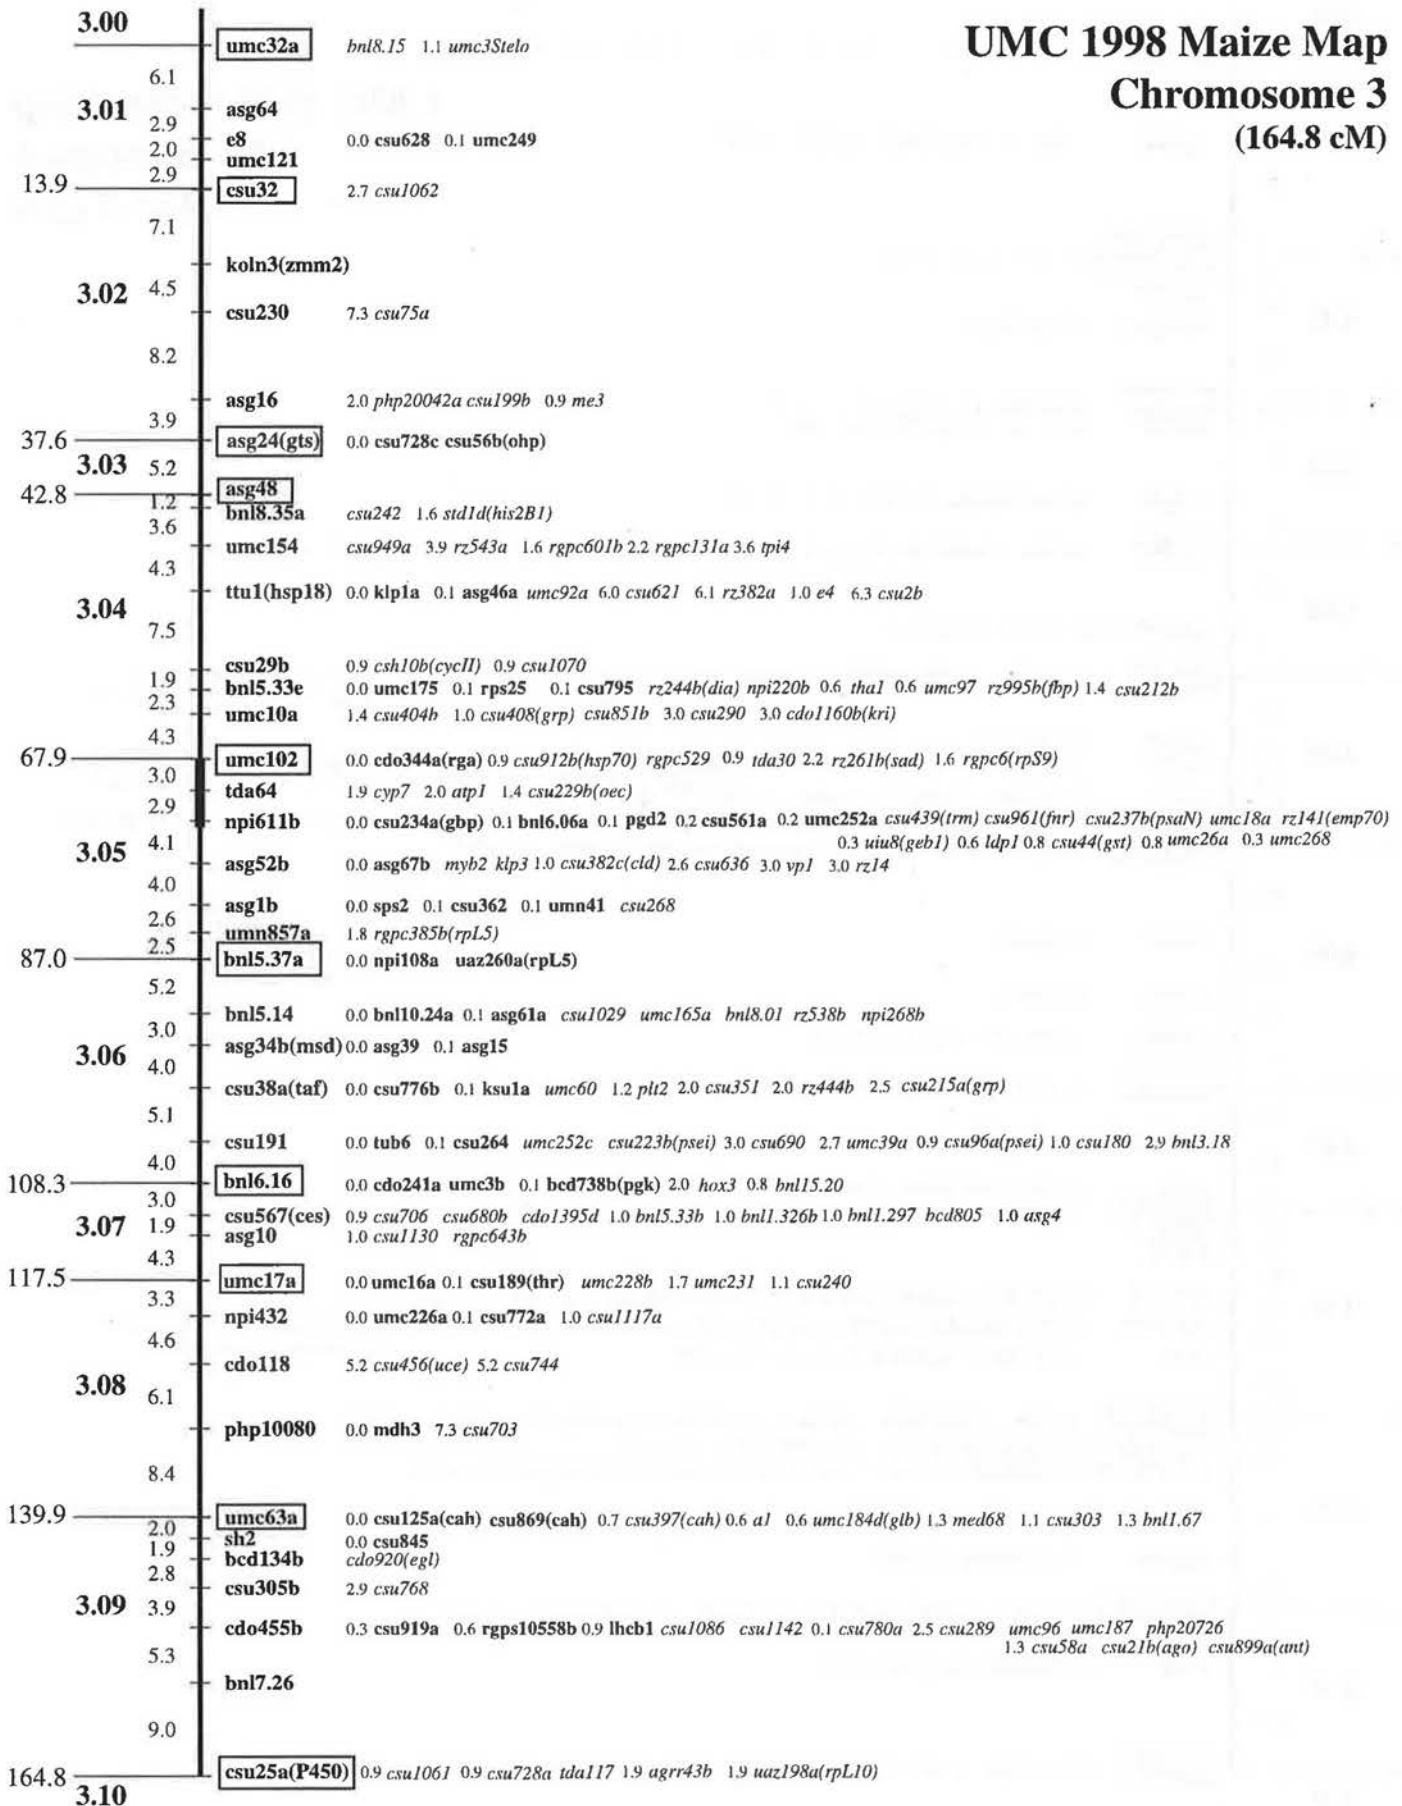 UMC 1998 Maize Map
Chromosome 3
(164.8 cM)
3.00
umc32a bnl8.15 1.1 umc3Stelo
6.1
3.01 asg64
2.9
e8 0.0 csu628 0.1 umc249
2.0
umc121
2.9
13.9 csu32 2.7 csu1062
7.1
koln3(zmm2)
3.02 4.5
csu230 7.3 csu75a
8.2
asg16 2.0 php20042a csu199b 0.9 me3
3.9
37.6 asg24(gts) 0.0 csu728c csu56b(ohp)
3.03 5.2
42.8 asg48
1.2
bnl8.35a csu242 1.6 std1d(his2B1)
3.6
umc154 csu949a 3.9 rz543a 1.6 rgpc601b 2.2 rgpc131a 3.6 tpi4
4.3
ttu1(hsp18) 0.0 klp1a 0.1 asg46a umc92a 6.0 csu621 6.1 rz382a 1.0 e4 6.3 csu2b
3.04
7.5
csu29b 0.9 csh10b(cycII) 0.9 csu1070
1.9
bnl5.33e 0.0 umc175 0.1 rps25 0.1 csu795 rz244b(dia) npi220b 0.6 tha1 0.6 umc97 rz995b(fbp) 1.4 csu212b
2.3
umc10a 1.4 csu404b 1.0 csu408(grp) csu851b 3.0 csu290 3.0 cdo1160b(kri)
4.3
67.9 umc102 0.0 cdo344a(rga) 0.9 csu912b(hsp70) rgpc529 0.9 tda30 2.2 rz261b(sad) 1.6 rgpc6(rpS9)
3.0
tda64 1.9 cyp7 2.0 atp1 1.4 csu229b(oec)
2.9
npi611b 0.0 csu234a(gbp) 0.1 bnl6.06a 0.1 pgd2 0.2 csu561a 0.2 umc252a csu439(trm) csu961(fnr) csu237b(psaN) umc18a rz141(emp70)
4.1 0.3 uiu8(geb1) 0.6 ldp1 0.8 csu44(gst) 0.8 umc26a 0.3 umc268
3.05
asg52b 0.0 asg67b myb2 klp3 1.0 csu382c(cld) 2.6 csu636 3.0 vp1 3.0 rz14
4.0
asg1b 0.0 sps2 0.1 csu362 0.1 umn41 csu268
2.6
umn857a 1.8 rgpc385b(rpL5)
2.5
87.0 bnl5.37a 0.0 npi108a uaz260a(rpL5)
5.2
bnl5.14 0.0 bnl10.24a 0.1 asg61a csu1029 umc165a bnl8.01 rz538b npi268b
3.0
asg34b(msd) 0.0 asg39 0.1 asg15
3.06
4.0
csu38a(taf) 0.0 csu776b 0.1 ksu1a umc60 1.2 plt2 2.0 csu351 2.0 rz444b 2.5 csu215a(grp)
5.1
csu191 0.0 tub6 0.1 csu264 umc252c csu223b(psei) 3.0 csu690 2.7 umc39a 0.9 csu96a(psei) 1.0 csu180 2.9 bnl3.18
4.0
108.3 bnl6.16 0.0 cdo241a umc3b 0.1 bcd738b(pgk) 2.0 hox3 0.8 bnl15.20
3.0
csu567(ces) 0.9 csu706 csu680b cdo1395d 1.0 bnl5.33b 1.0 bnl1.326b 1.0 bnl1.297 bcd805 1.0 asg4
3.07 1.9
asg10 1.0 csu1130 rgpc643b
4.3
117.5 umc17a 0.0 umc16a 0.1 csu189(thr) umc228b 1.7 umc231 1.1 csu240
3.3
npi432 0.0 umc226a 0.1 csu772a 1.0 csu1117a
4.6
cdo118 5.2 csu456(uce) 5.2 csu744
3.08
6.1
php10080 0.0 mdh3 7.3 csu703
8.4
139.9 umc63a 0.0 csu125a(cah) csu869(cah) 0.7 csu397(cah) 0.6 a1 0.6 umc184d(glb) 1.3 med68 1.1 csu303 1.3 bnl1.67
2.0
sh2 0.0 csu845
1.9
bcd134b cdo920(egl)
2.8
csu305b 2.9 csu768
3.09 3.9
cdo455b 0.3 csu919a 0.6 rgps10558b 0.9 lhcb1 csu1086 csu1142 0.1 csu780a 2.5 csu289 umc96 umc187 php20726
1.3 csu58a csu21b(ago) csu899a(ant)
5.3
bnl7.26
9.0
164.8 csu25a(P450) 0.9 csu1061 0.9 csu728a tda117 1.9 agrr43b 1.9 uaz198a(rpL10)
3.10